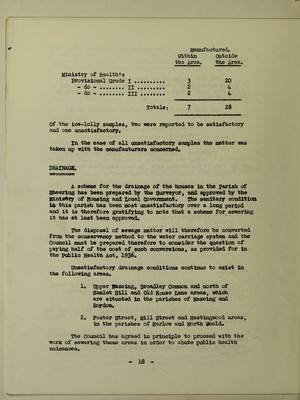 Manufactured.
Within Outside
the Area. the Area.
Ministry of Health's
Provisional Grade I .......... 3 20
- do - ........ II ........ 2 4
- do - ........ III ........ 2 4
Totals: 7 28
Of the ice-lolly samples, two were reported to be satisfactory
and one unsatisfactory.
In the case of all unsatisfactory samples the matter was
taken up with the manufacturers concerned.
DRAINAGE.
A scheme for the drainage of the houses in the Parish of
Sheering has been prepared by the Surveyor, and approved by the
Ministry of Housing and Local Government. The sanitary condition
in this parish has been most unsatisfactory over a long period
and it is therefore gratifying to note that a scheme for sewering
it has at last been approved.
The disposal of sewage matter will therefore be converted
from the conservancy method to the water carriage system and the
Council must be prepared therefore to consider the question of
paying half of the cost of such conversions, as provided for in
the Public Health Act, 1936.
Unsatisfactory drainage conditions continue to exist in
the following areas.
1. Upper Nazeing, Broadley Common and north of
Hamlet Hill and Old House Lane areas, which
are situated in the parishes of Nazeing and
Roydon.
2. Foster Street, Mill Street and Hastingwood areas,
in the parishes of Harlow and North Weald.
The Council has agreed in principle to proceed with the
work of sewering these areas in order to abate public health
nuisances.
- 18 -